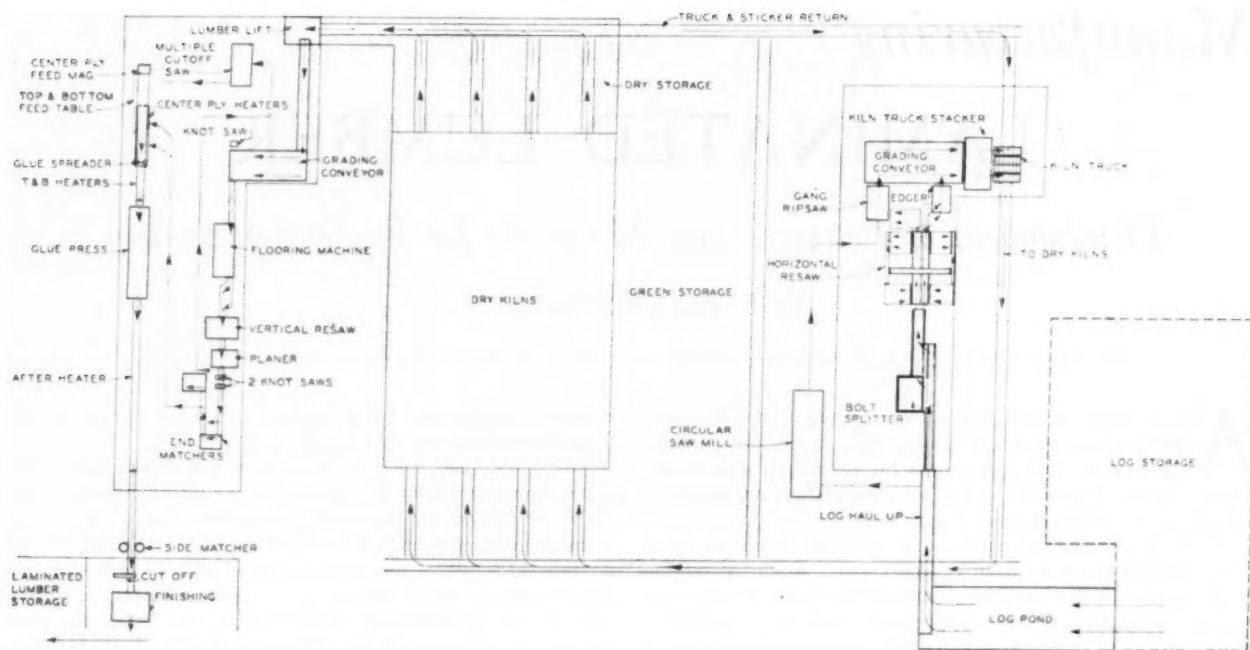 TRUCK & STICKER RETURN
LUMBER LIFT
MULTIPLE
CUTOFF
SAW
CENTER PLY
FEED MAG.
TOP & BOTTOM
FEED TABLE
CENTER PLY HEATERS
KNOT SAW
GLUE SPREADER
T&B HEATERS
GLUE PRESS
GRADING
CONVEYOR
FLOORING MACHINE
VERTICAL RESAW
PLANER
2 KNOT SAWS
AFTER HEATER
END
MATCHERS
SIDE MATCHER
CUT OFF
LAMINATED
LUMBER
STORAGE
FINISHING
DRY STORAGE
DRY KILNS
GREEN STORAGE
KILN TRUCK STACKER
GRADING
CONVEYOR
KILN TRUCK
GANG
RIPSAW
EDGER
HORIZONTAL
RESAW
TO DRY KILNS
BOLT
SPLITTER
CIRCULAR
SAW MILL
LOG STORAGE
LOG HAUL UP
LOG POND